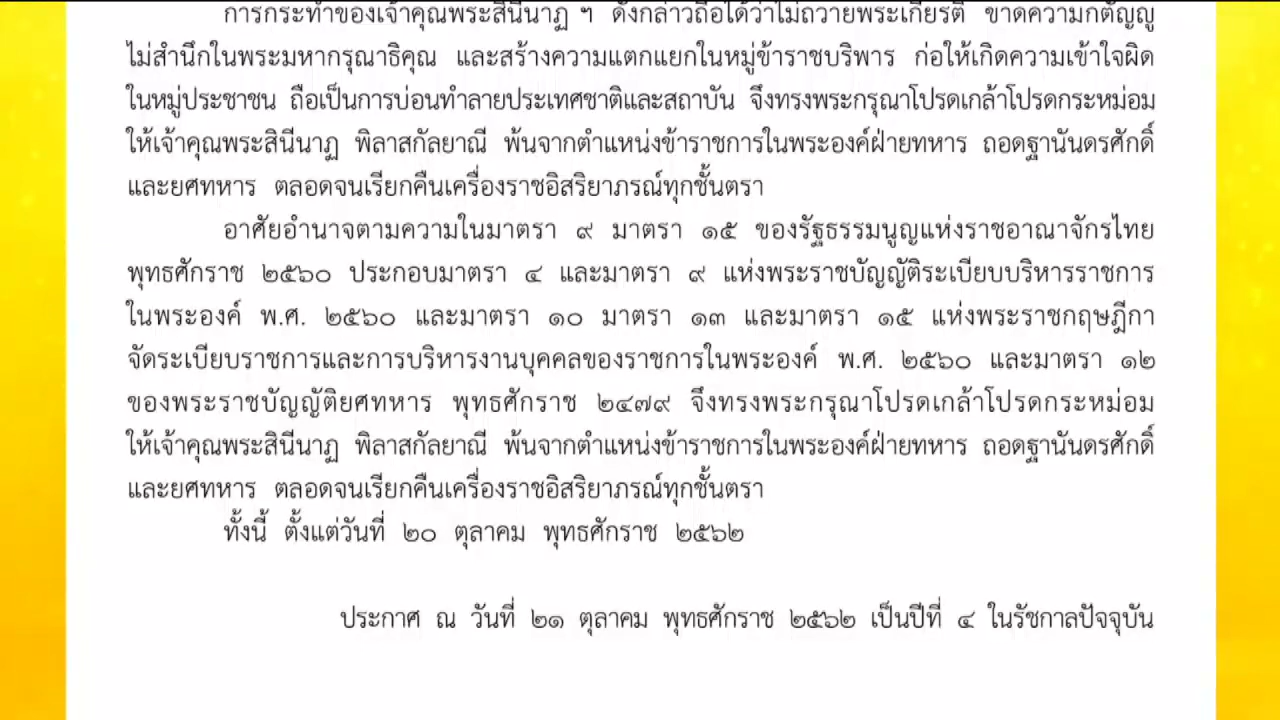 การกระทำของเจ้าคุณพระสินีนาฏ ฯ ดังกล่าวถือได้ว่าไม่ถวายพระเกียรติ ขาดความกตัญญู
ไม่สำนึกในพระมหากรุณาธิคุณ และสร้างความแตกแยกในหมู่ข้าราชบริพาร ก่อให้เกิดความเข้าใจผิด
ในหมู่ประชาชน ถือเป็นการบ่อนทำลายประเทศชาติและสถาบัน จึงทรงพระกรุณาโปรดเกล้าโปรดกระหม่อม
ให้เจ้าคุณพระสินีนาฏ พิลาสกัลยาณี พ้นจากตำแหน่งข้าราชการในพระองค์ฝ่ายทหาร ถอดฐานันดรศักดิ์
และยศทหาร ตลอดจนเรียกคืนเครื่องราชอิสริยาภรณ์ทุกชั้นตรา
อาศัยอำนาจตามความในมาตรา ๙ มาตรา ๑๕ ของรัฐธรรมนูญแห่งราชอาณาจักรไทย
พุทธศักราช ๒๕๖๐ ประกอบมาตรา ๔ และมาตรา ๙ แห่งพระราชบัญญัติระเบียบบริหารราชการ
ในพระองค์ พ.ศ. ๒๕๖๐ และมาตรา ๑๐ มาตรา ๑๓ และมาตรา ๑๕ แห่งพระราชกฤษฎีกา
จัดระเบียบราชการและการบริหารงานบุคคลของราชการในพระองค์ พ.ศ. ๒๕๖๐ และมาตรา ๑๒
ของพระราชบัญญัติยศทหาร พุทธศักราช ๒๔๗๙ จึงทรงพระกรุณาโปรดเกล้าโปรดกระหม่อม
ให้เจ้าคุณพระสินีนาฏ พิลาสกัลยาณี พ้นจากตำแหน่งข้าราชการในพระองค์ฝ่ายทหาร ถอดฐานันดรศักดิ์
และยศทหาร ตลอดจนเรียกคืนเครื่องราชอิสริยาภรณ์ทุกชั้นตรา
ทั้งนี้ ตั้งแต่วันที่ ๒๐ ตุลาคม พุทธศักราช ๒๕๖๒
ประกาศ ณ วันที่ ๒๑ ตุลาคม พุทธศักราช ๒๕๖๒ เป็นปีที่ ๔ ในรัชกาลปัจจุบัน